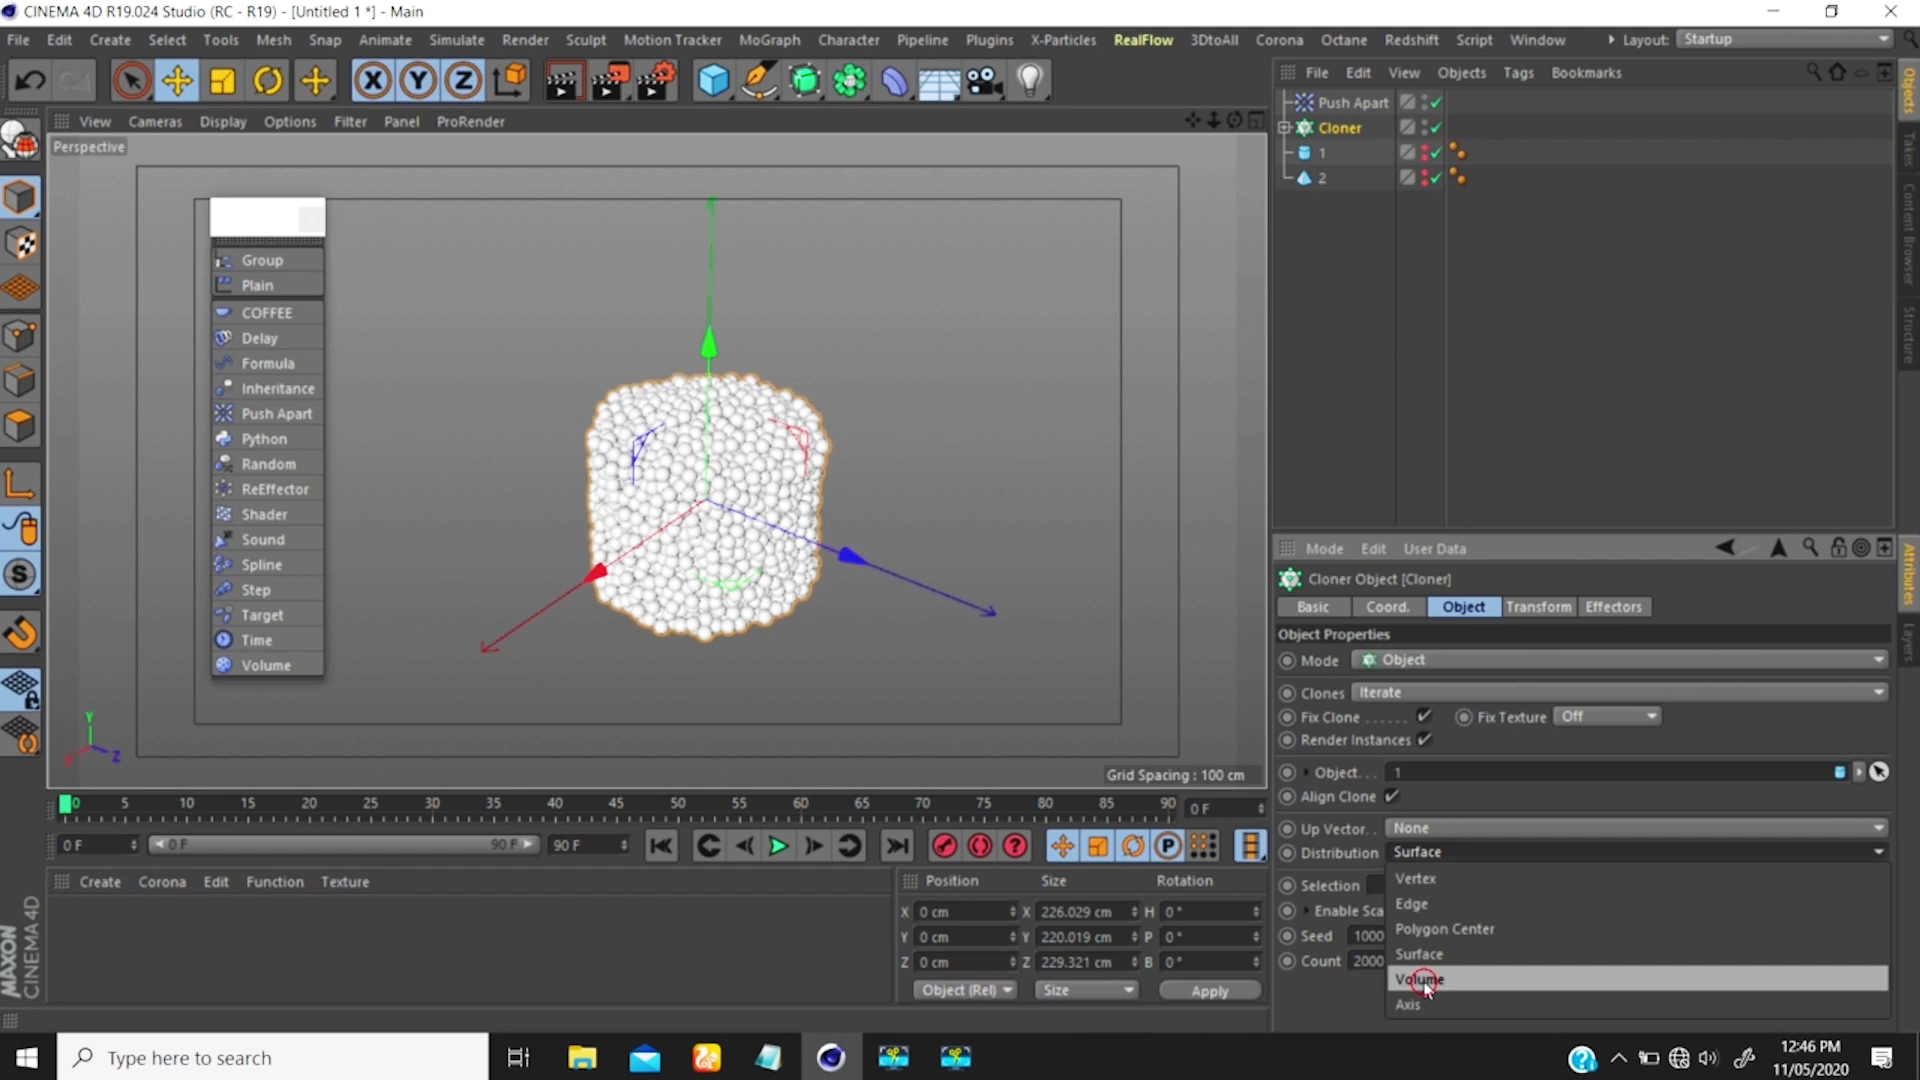 CINEMA 4D R19.024 Studio (RC - R19) - [Untitled 1 *] - Main
File Edit Create Select Tools Mesh Snap Animate Simulate Render Sculpt Motion Tracker MoGraph Character Pipeline Plugins X-Particles RealFlow 3DtoAll Corona Octane Redshift Script Window Layout: Startup
File Edit View Objects Tags Bookmarks
Push Apart
Cloner
1
2
Objects
Takes
Content Browser
Structure
View Cameras Display Options Filter Panel ProRender
Perspective
Group
Plain
COFFEE
Delay
Formula
Inheritance
Push Apart
Python
Random
ReEffector
Shader
Sound
Spline
Step
Target
Time
Volume
X Y Z
S
Y
Z
Grid Spacing : 100 cm
Mode Edit User Data
Attributes
Layers
Cloner Object [Cloner]
Basic Coord. Object Transform Effectors
Object Properties
Mode Object
Clones Iterate
Fix Clone ...... Fix Texture Off
Render Instances
Object... 1
Align Clone
Up Vector.. None
Distribution Surface
Selection
Enable Sca
Seed 1000
Count 2000
Vertex
Edge
Polygon Center
Surface
Volume
Axis
0 5 10 15 20 25 30 35 40 45 50 55 60 65 70 75 80 85 90 0 F
0 F 0 F 90 F 90 F
P
Create Corona Edit Function Texture
Position Size Rotation
X 0 cm X 226.029 cm H 0 °
Y 0 cm Y 220.019 cm P 0 °
Z 0 cm Z 229.321 cm B 0 °
Object (Rel) Size Apply
MAXON
CINEMA 4D
Type here to search
12:46 PM
11/05/2020